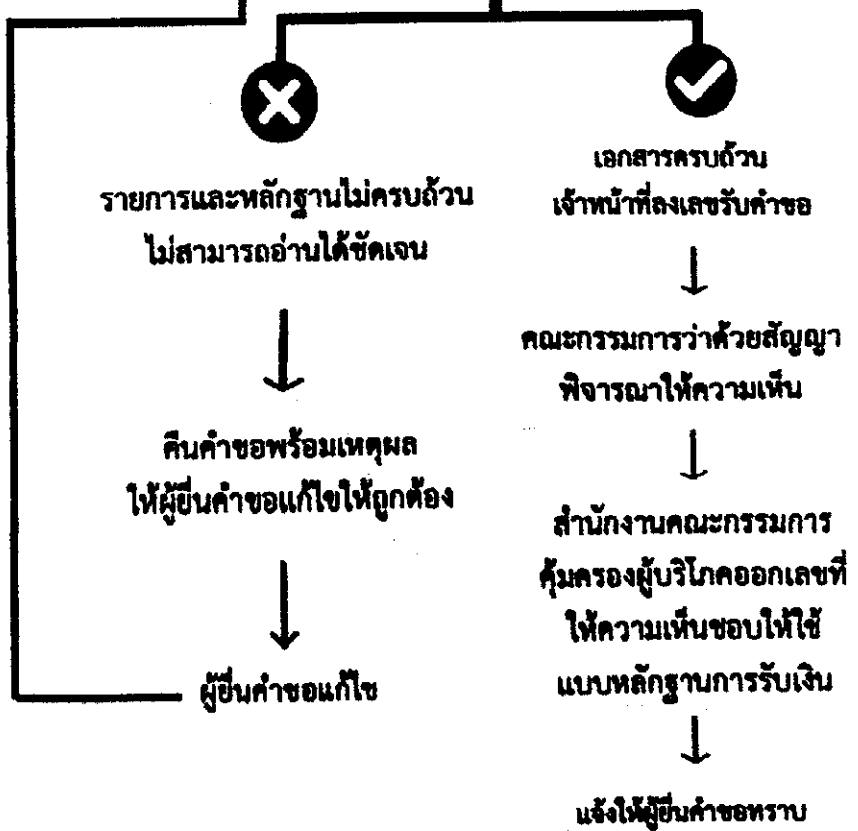 รายการและหลักฐานไม่ครบถ้วน
ไม่สามารถอ่านได้ชัดเจน
คืนคำขอพร้อมเหตุผล
ให้ผู้ยื่นคำขอแก้ไขให้ถูกต้อง
ผู้ยื่นคำขอแก้ไข
เอกสารครบถ้วน
เจ้าหน้าที่ลงเลขรับคำขอ
คณะกรรมการว่าด้วยสัญญา
พิจารณาให้ความเห็น
สำนักงานคณะกรรมการ
คุ้มครองผู้บริโภคออกเลขที่
ให้ความเห็นชอบให้ใช้
แบบหลักฐานการรับเงิน
แจ้งให้ผู้ยื่นคำขอทราบ